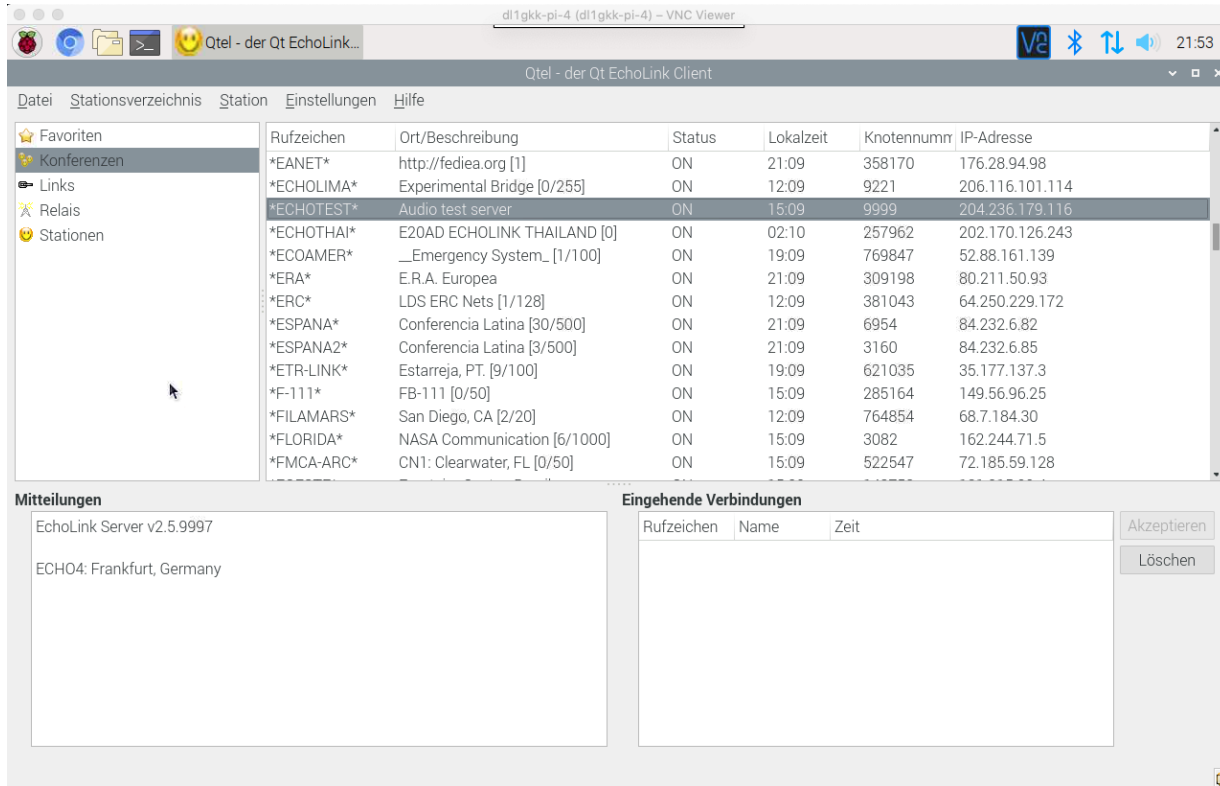 dl1gkk-pi-4 (dl1gkk-pi-4) – VNC Viewer
Qtel - der Qt EchoLink... 21:53
Qtel - der Qt EchoLink Client
Datei Stationsverzeichnis Station Einstellungen Hilfe
Favoriten
Konferenzen
Links
Relais
Stationen
Rufzeichen Ort/Beschreibung Status Lokalzeit Knotennumm IP-Adresse
*EANET* http://fediea.org [1] ON 21:09 358170 176.28.94.98
*ECHOLIMA* Experimental Bridge [0/255] ON 12:09 9221 206.116.101.114
*ECHOTEST* Audio test server ON 15:09 9999 204.236.179.116
*ECHOTHAI* E20AD ECHOLINK THAILAND [0] ON 02:10 257962 202.170.126.243
*ECOAMER* __Emergency System_ [1/100] ON 19:09 769847 52.88.161.139
*ERA* E.R.A. Europea ON 21:09 309198 80.211.50.93
*ERC* LDS ERC Nets [1/128] ON 12:09 381043 64.250.229.172
*ESPANA* Conferencia Latina [30/500] ON 21:09 6954 84.232.6.82
*ESPANA2* Conferencia Latina [3/500] ON 21:09 3160 84.232.6.85
*ETR-LINK* Estarreja, PT. [9/100] ON 19:09 621035 35.177.137.3
*F-111* FB-111 [0/50] ON 15:09 285164 149.56.96.25
*FILAMARS* San Diego, CA [2/20] ON 12:09 764854 68.7.184.30
*FLORIDA* NASA Communication [6/1000] ON 15:09 3082 162.244.71.5
*FMCA-ARC* CN1: Clearwater, FL [0/50] ON 15:09 522547 72.185.59.128
Mitteilungen
EchoLink Server v2.5.9997
ECHO4: Frankfurt, Germany
Eingehende Verbindungen
Rufzeichen Name Zeit
Akzeptieren
Löschen